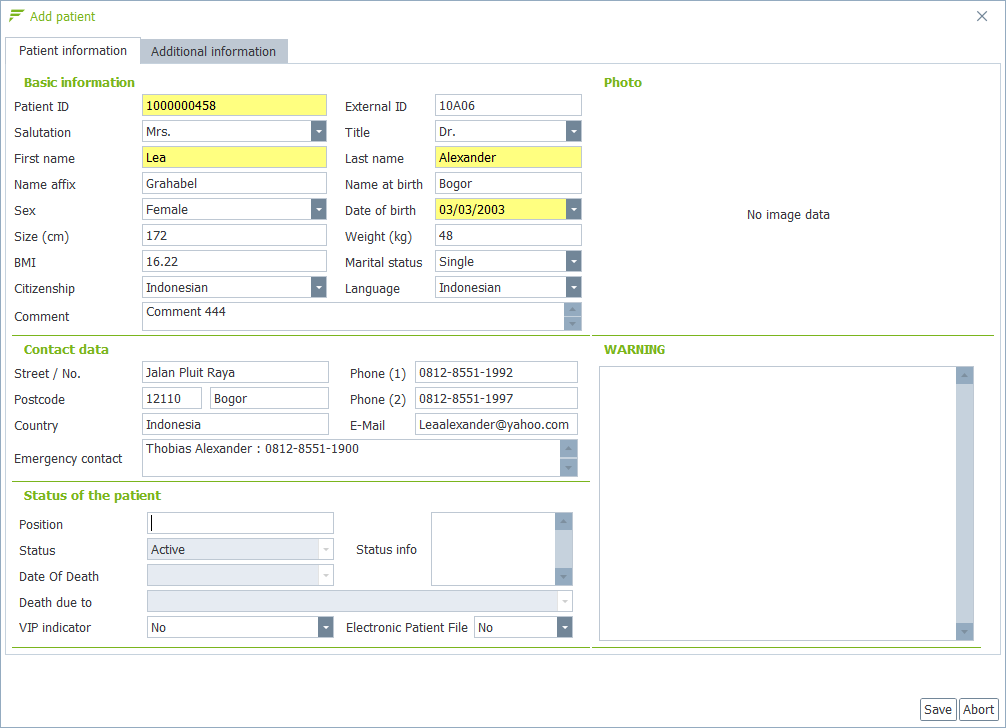 Add patient
Patient information Additional information
Basic information Photo
Patient ID 1000000458 External ID 10A06
Salutation Mrs. Title Dr.
First name Lea Last name Alexander
Name affix Grahabel Name at birth Bogor
Sex Female Date of birth 03/03/2003
No image data
Size (cm) 172 Weight (kg) 48
BMI 16.22 Marital status Single
Citizenship Indonesian Language Indonesian
Comment Comment 444
Contact data WARNING
Street / No. Jalan Pluit Raya Phone (1) 0812-8551-1992
Postcode 12110 Bogor Phone (2) 0812-8551-1997
Country Indonesia E-Mail Leaalexander@yahoo.com
Emergency contact Thobias Alexander : 0812-8551-1900
Status of the patient
Position
Status Active Status info
Date Of Death
Death due to
VIP indicator No Electronic Patient File No
Save Abort